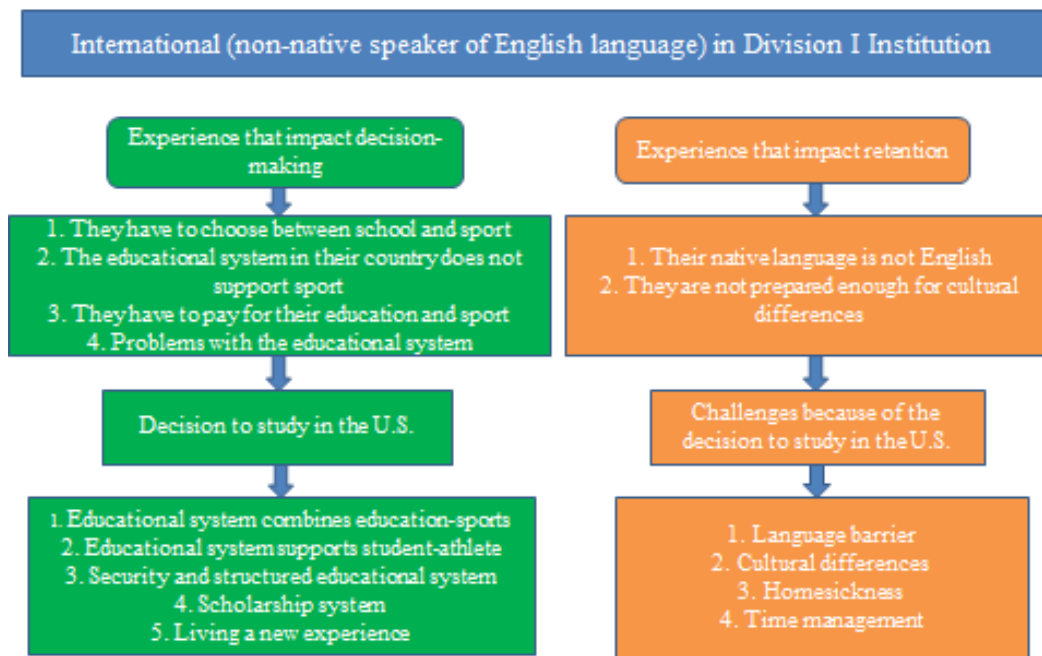 International (non-native speaker of English language) in Division I Institution
Experience that impact decision-
making
1. They have to choose between school and sport
2. The educational system in their country does not
support sport
3. They have to pay for their education and sport
4. Problems with the educational system
Decision to study in the U.S.
1. Educational system combines education-sports
2. Educational system supports student-athlete
3. Security and structured educational system
4. Scholarship system
5. Living a new experience
Experience that impact retention
1. Their native language is not English
2. They are not prepared enough for cultural
differences
Challenges because of the
decision to study in the U.S.
1. Language barrier
2. Cultural differences
3. Homesickness
4. Time management